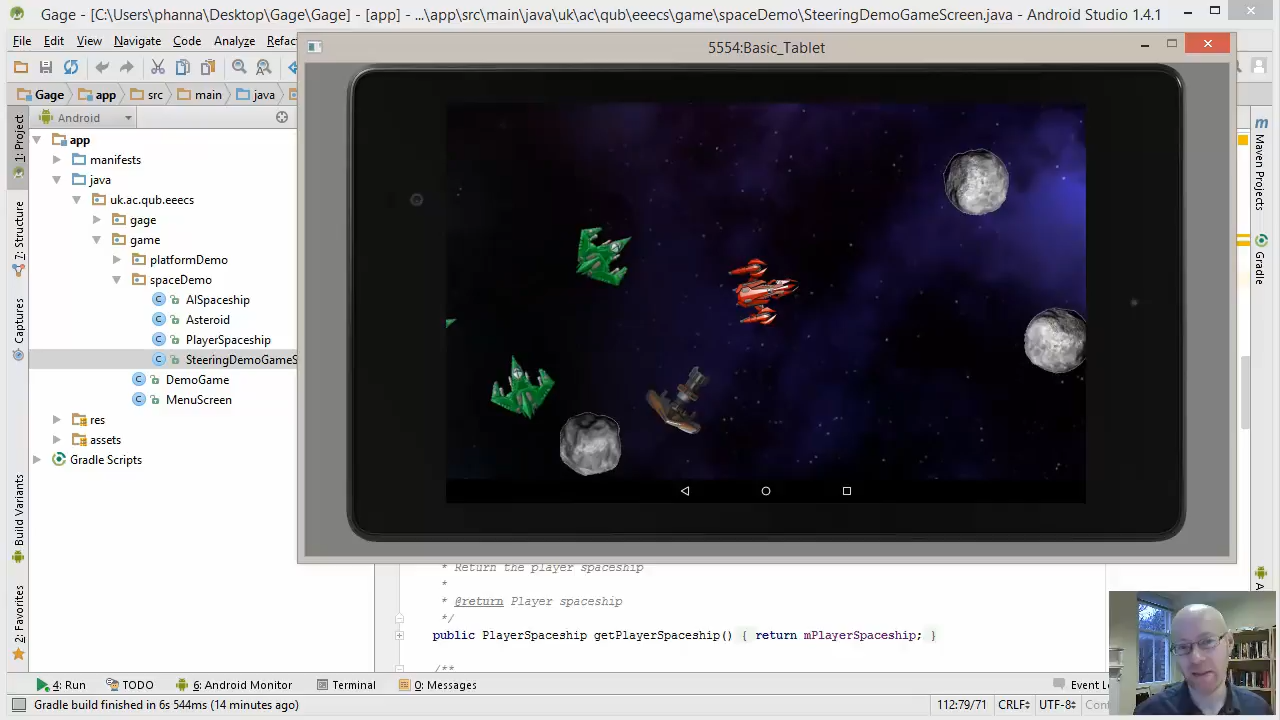 Gage - [C:\Users\phanna\Desktop\Gage\Gage] - [app] - ...\app\src\main\java\uk\ac\qub\eeecs\game\spaceDemo\SteeringDemoGameScreen.java - Android Studio 1.4.1
File Edit View Navigate Code Analyze Refac
5554:Basic_Tablet
Gage app src main java
Android
1: Project
app
manifests
java
uk.ac.qub.eeecs
gage
game
platformDemo
spaceDemo
AISpaceship
Asteroid
PlayerSpaceship
SteeringDemoGameS
DemoGame
MenuScreen
res
assets
Gradle Scripts
7: Structure
Captures
Build Variants
2: Favorites
Maven Projects
Gradle
* Return the player spaceship
*
* @return Player spaceship
*/
public PlayerSpaceship getPlayerSpaceship() { return mPlayerSpaceship; }
/**
4: Run TODO 6: Android Monitor Terminal 0: Messages Event L
Gradle build finished in 6s 544ms (14 minutes ago) 112:79/71 CRLF UTF-8 Cont